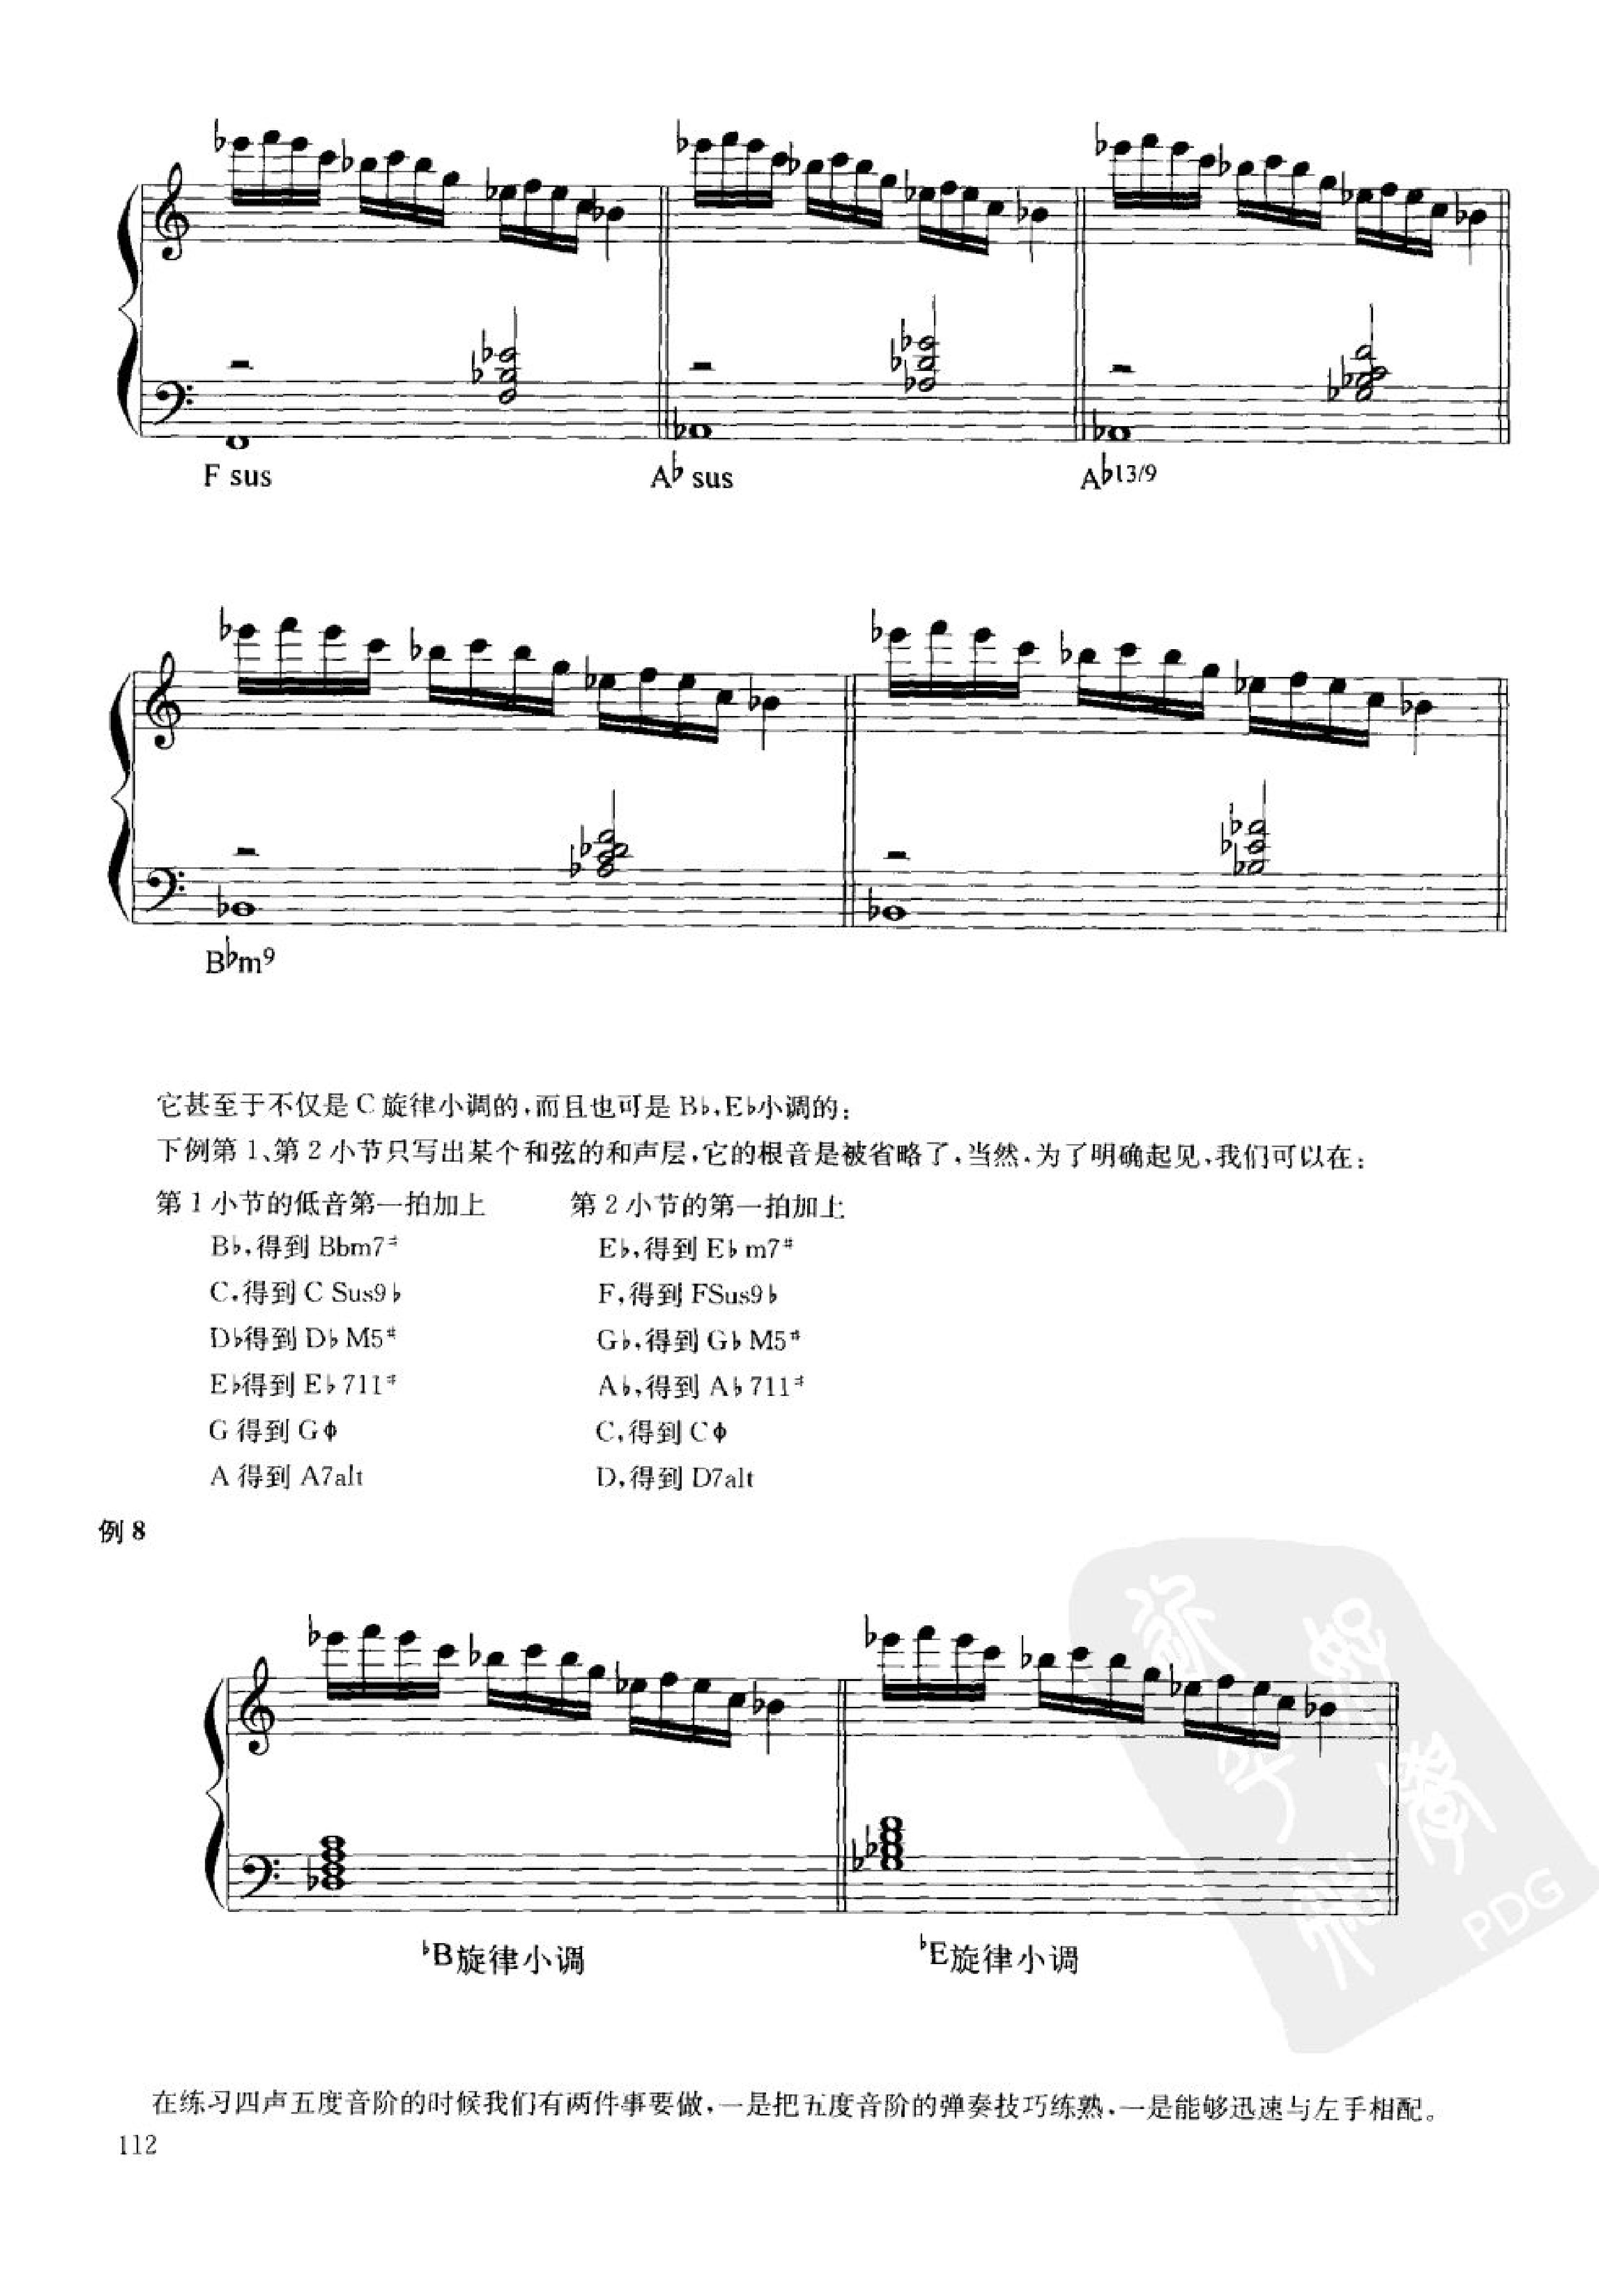 F sus A♭ sus A♭13/9
B♭m9
它甚至于不仅是 C 旋律小调的，而且也可是 B♭，E♭小调的：
下例第 1、第 2 小节只写出某个和弦的和声层，它的根音是被省略了，当然，为了明确起见，我们可以在：
第 1 小节的低音第一拍加上 第 2 小节的第一拍加上
B♭，得到 Bbm7♯ E♭，得到 E♭m7♯
C，得到 C Sus9♭ F，得到 FSus9♭
D♭得到 D♭M5♯ G♭，得到 G♭M5♯
E♭得到 E♭711♯ A♭，得到 A♭711♯
G 得到 Gφ C，得到 Cφ
A 得到 A7alt D，得到 D7alt
例 8
♭B旋律小调 ♭E旋律小调
在练习四声五度音阶的时候我们有两件事要做，一是把五度音阶的弹奏技巧练熟，一是能够迅速与左手相配。
112
PDG